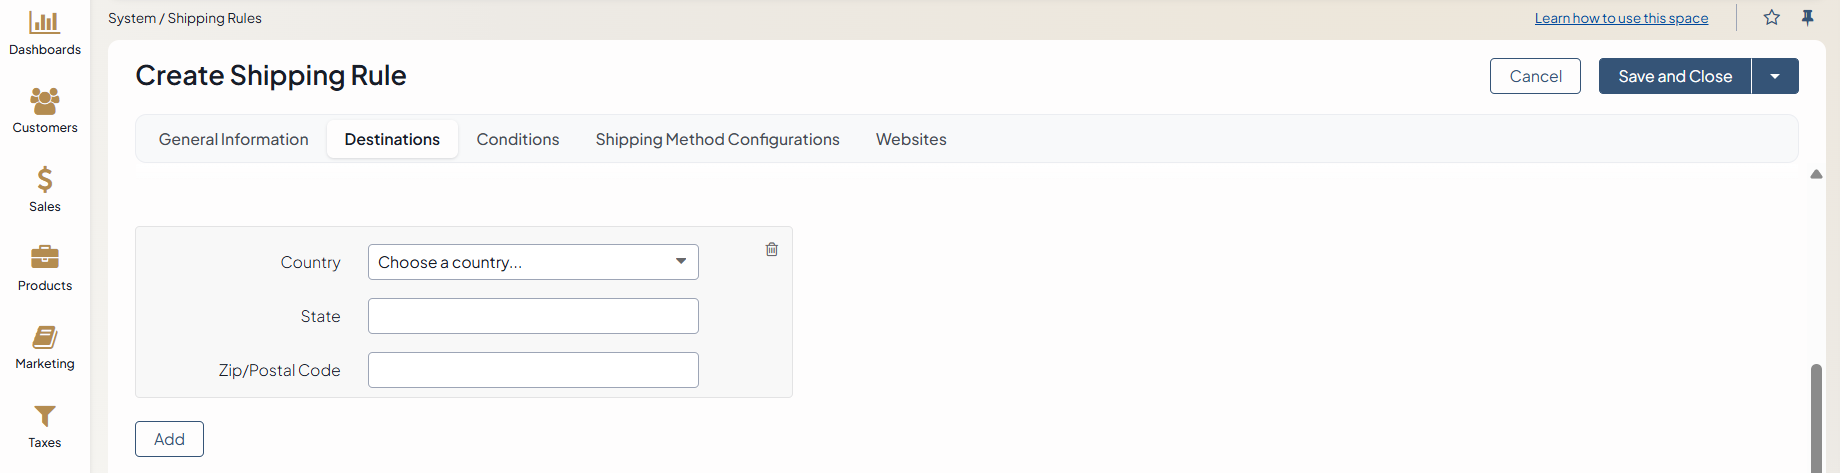 System / Shipping Rules
Learn how to use this space
Dashboards
Customers
Sales
Products
Marketing
Taxes
Create Shipping Rule
Cancel
Save and Close
General Information
Destinations
Conditions
Shipping Method Configurations
Websites
Country
Choose a country...
State
Zip/Postal Code
Add